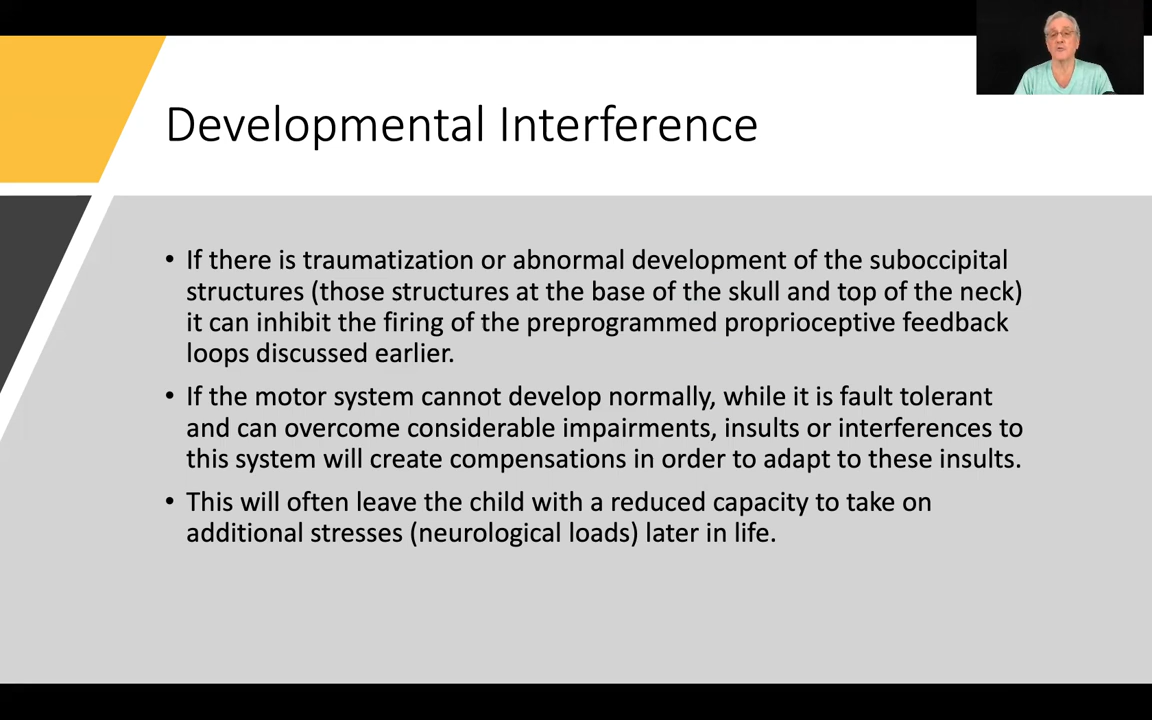 Developmental Interference
• If there is traumatization or abnormal development of the suboccipital
structures (those structures at the base of the skull and top of the neck)
it can inhibit the firing of the preprogrammed proprioceptive feedback
loops discussed earlier.
• If the motor system cannot develop normally, while it is fault tolerant
and can overcome considerable impairments, insults or interferences to
this system will create compensations in order to adapt to these insults.
• This will often leave the child with a reduced capacity to take on
additional stresses (neurological loads) later in life.